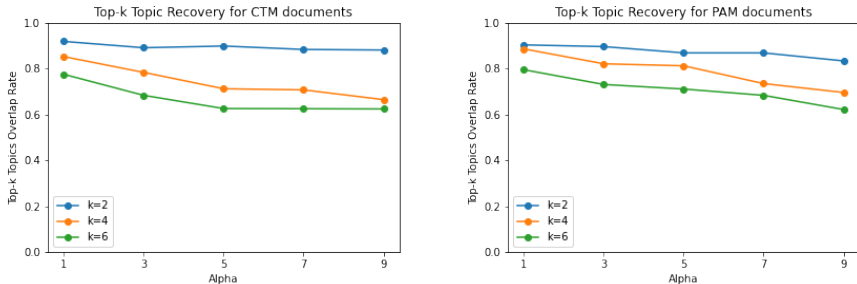 Top-k Topic Recovery for CTM documents
1.0
0.8
0.6
0.4
0.2
0.0
Top-k Topics Overlap Rate
k=2
k=4
k=6
1 3 5 7 9
Alpha
Top-k Topic Recovery for PAM documents
1.0
0.8
0.6
0.4
0.2
0.0
Top-k Topics Overlap Rate
k=2
k=4
k=6
1 3 5 7 9
Alpha